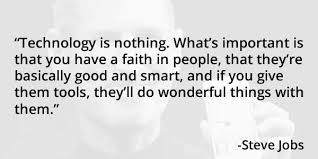 “Technology is nothing. What’s important is
that you have a faith in people, that they’re
basically good and smart, and if you give
them tools, they’ll do wonderful things with
them.”
-Steve Jobs